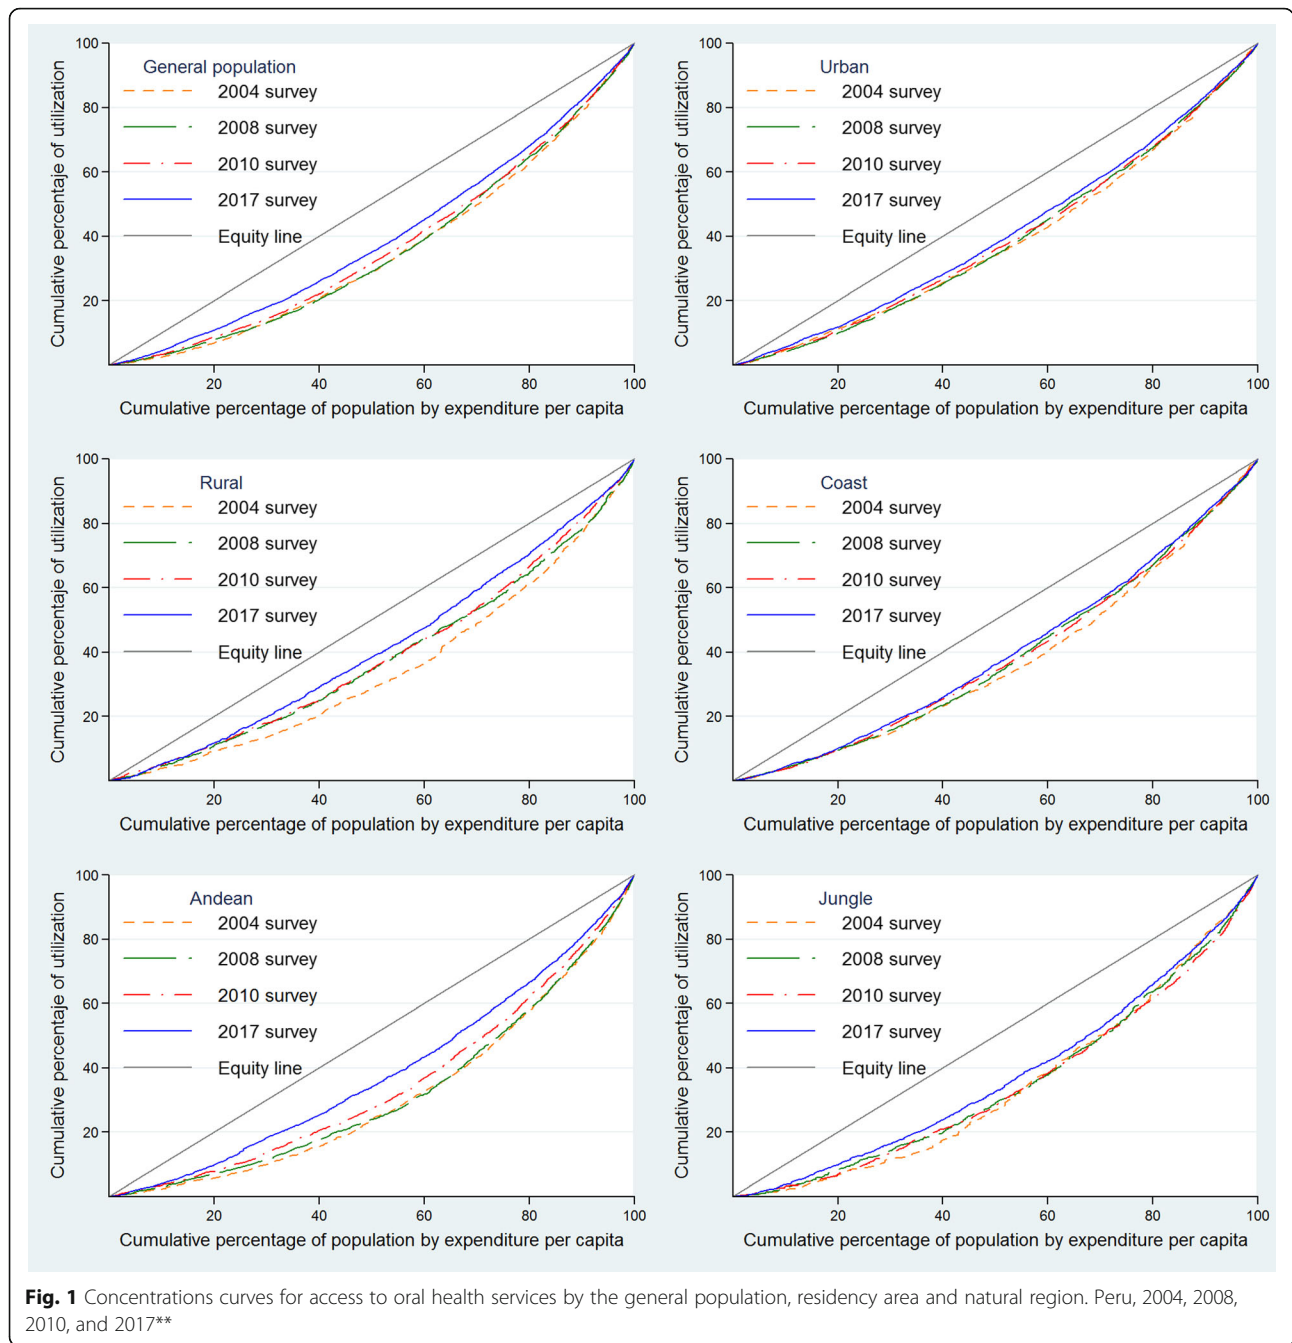 General population
2004 survey
2008 survey
2010 survey
2017 survey
Equity line
100
80
60
40
20
20 40 60 80 100
Cumulative percentaje of utilization
Cumulative percentage of population by expenditure per capita
Urban
2004 survey
2008 survey
2010 survey
2017 survey
Equity line
100
80
60
40
20
20 40 60 80 100
Cumulative percentaje of utilization
Cumulative percentage of population by expenditure per capita
Rural
2004 survey
2008 survey
2010 survey
2017 survey
Equity line
100
80
60
40
20
20 40 60 80 100
Cumulative percentaje of utilization
Cumulative percentage of population by expenditure per capita
Coast
2004 survey
2008 survey
2010 survey
2017 survey
Equity line
100
80
60
40
20
20 40 60 80 100
Cumulative percentaje of utilization
Cumulative percentage of population by expenditure per capita
Andean
2004 survey
2008 survey
2010 survey
2017 survey
Equity line
100
80
60
40
20
20 40 60 80 100
Cumulative percentaje of utilization
Cumulative percentage of population by expenditure per capita
Jungle
2004 survey
2008 survey
2010 survey
2017 survey
Equity line
100
80
60
40
20
20 40 60 80 100
Cumulative percentaje of utilization
Cumulative percentage of population by expenditure per capita
Fig. 1 Concentrations curves for access to oral health services by the general population, residency area and natural region. Peru, 2004, 2008,
2010, and 2017**